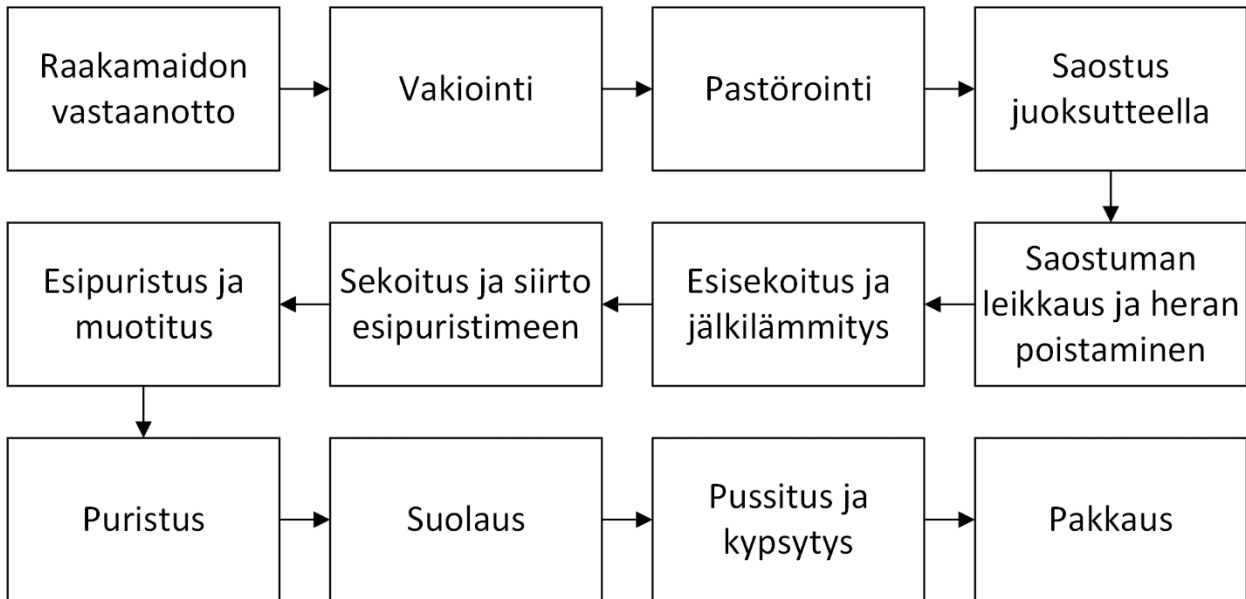 Raakamaidon
vastaanotto
Vakiointi
Pastörointi
Saostus
juoksutteella
Saostuman
leikkaus ja heran
poistaminen
Esisekoitus ja
jälkilämmitys
Sekoitus ja siirto
esipuristimeen
Esipuristus ja
muotitus
Puristus
Suolaus
Pussitus ja
kypsytys
Pakkaus